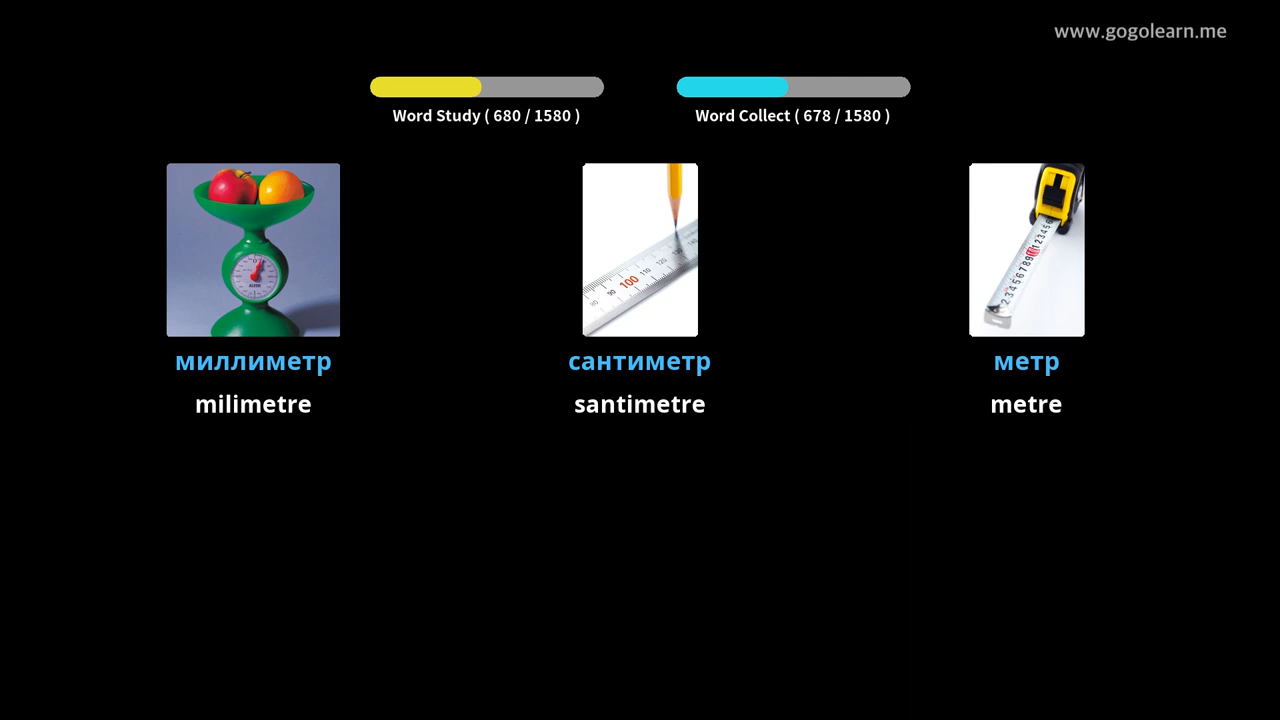 www.gogolearn.me
Word Study ( 680 / 1580 )
Word Collect ( 678 / 1580 )
миллиметр
сантиметр
метр
milimetre
santimetre
metre